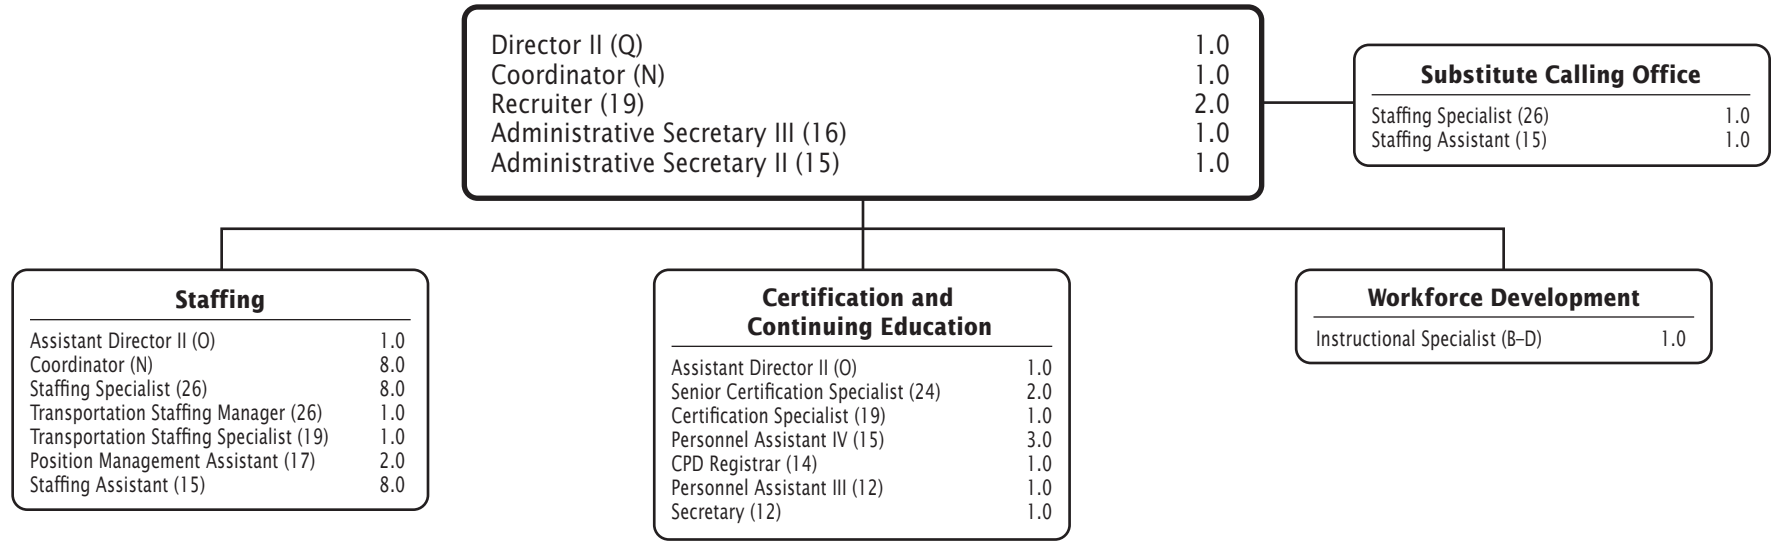 Director II (Q) 1.0
Coordinator (N) 1.0
Recruiter (19) 2.0
Administrative Secretary III (16) 1.0
Administrative Secretary II (15) 1.0
Substitute Calling Office
Staffing Specialist (26) 1.0
Staffing Assistant (15) 1.0
Staffing
Assistant Director II (O) 1.0
Coordinator (N) 8.0
Staffing Specialist (26) 8.0
Transportation Staffing Manager (26) 1.0
Transportation Staffing Specialist (19) 1.0
Position Management Assistant (17) 2.0
Staffing Assistant (15) 8.0
Certification and
Continuing Education
Assistant Director II (O) 1.0
Senior Certification Specialist (24) 2.0
Certification Specialist (19) 1.0
Personnel Assistant IV (15) 3.0
CPD Registrar (14) 1.0
Personnel Assistant III (12) 1.0
Secretary (12) 1.0
Workforce Development
Instructional Specialist (B–D) 1.0